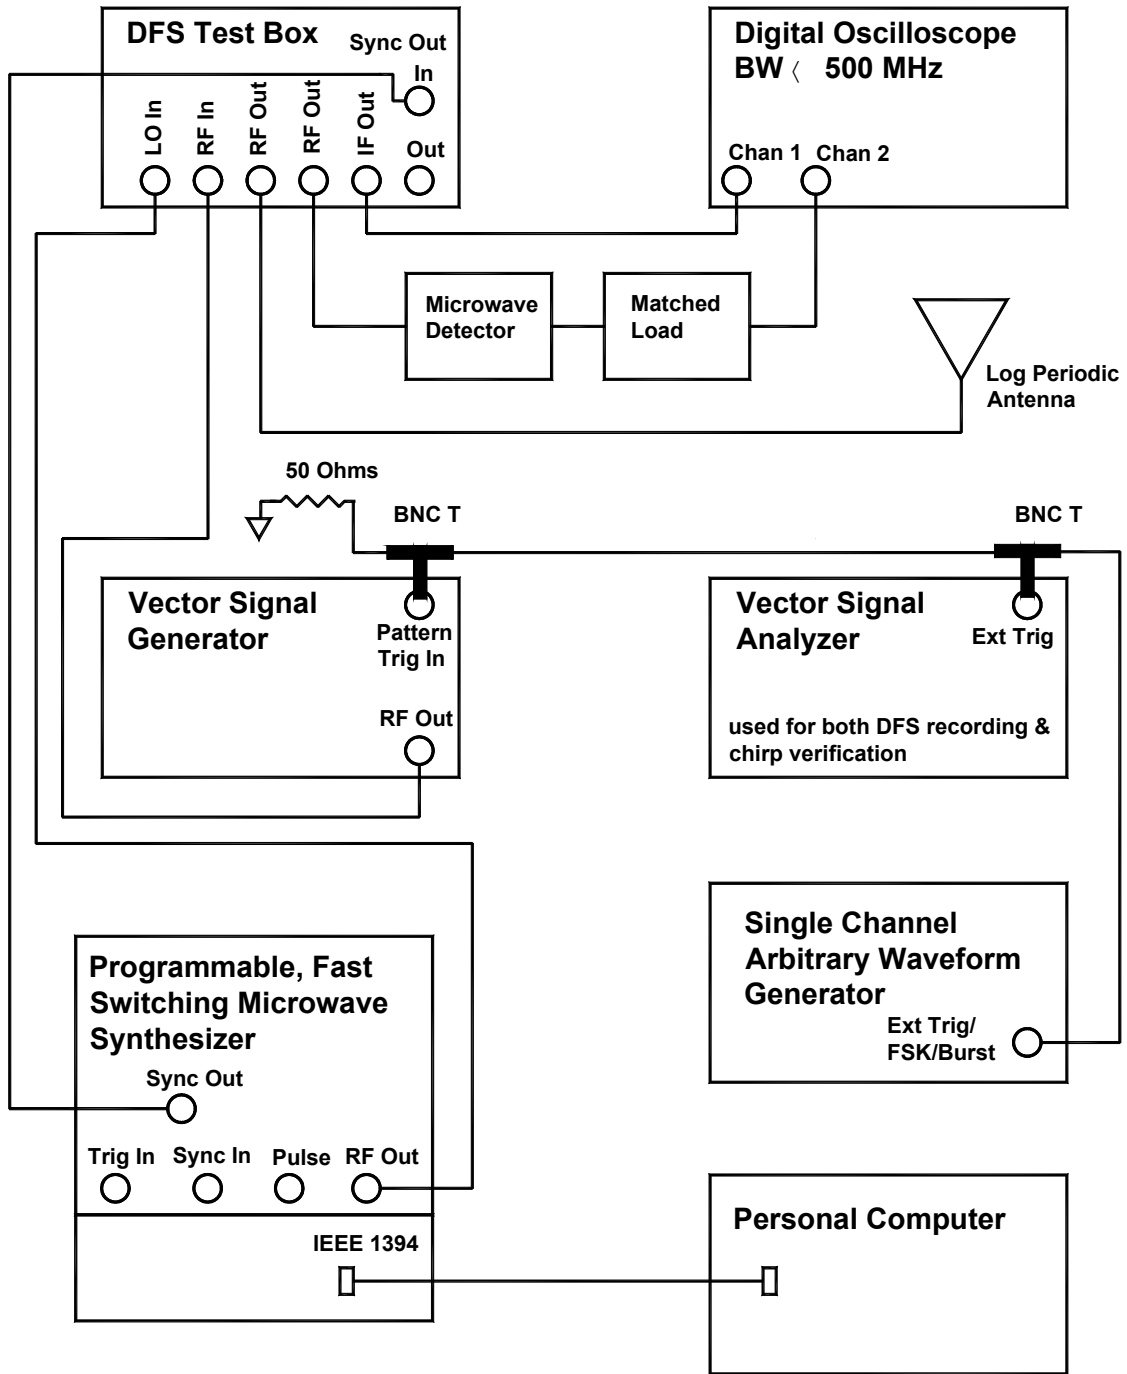 DFS Test Box
Sync Out
In
LO In
RF In
RF Out
RF Out
IF Out
Out
Digital Oscilloscope
BW〈 500 MHz
Chan 1
Chan 2
Microwave
Detector
Matched
Load
Log Periodic
Antenna
50 Ohms
BNC T
BNC T
Vector Signal
Generator
Pattern
Trig In
RF Out
Vector Signal
Analyzer
Ext Trig
used for both DFS recording &
chirp verification
Single Channel
Arbitrary Waveform
Generator
Ext Trig/
FSK/Burst
Programmable, Fast
Switching Microwave
Synthesizer
Sync Out
Trig In
Sync In
Pulse
RF Out
IEEE 1394
Personal Computer